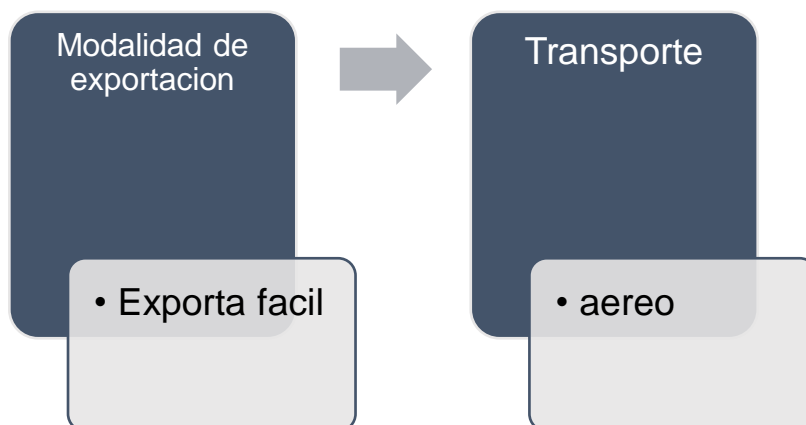 Modalidad de
exportacion
• Exporta facil
Transporte
• aereo